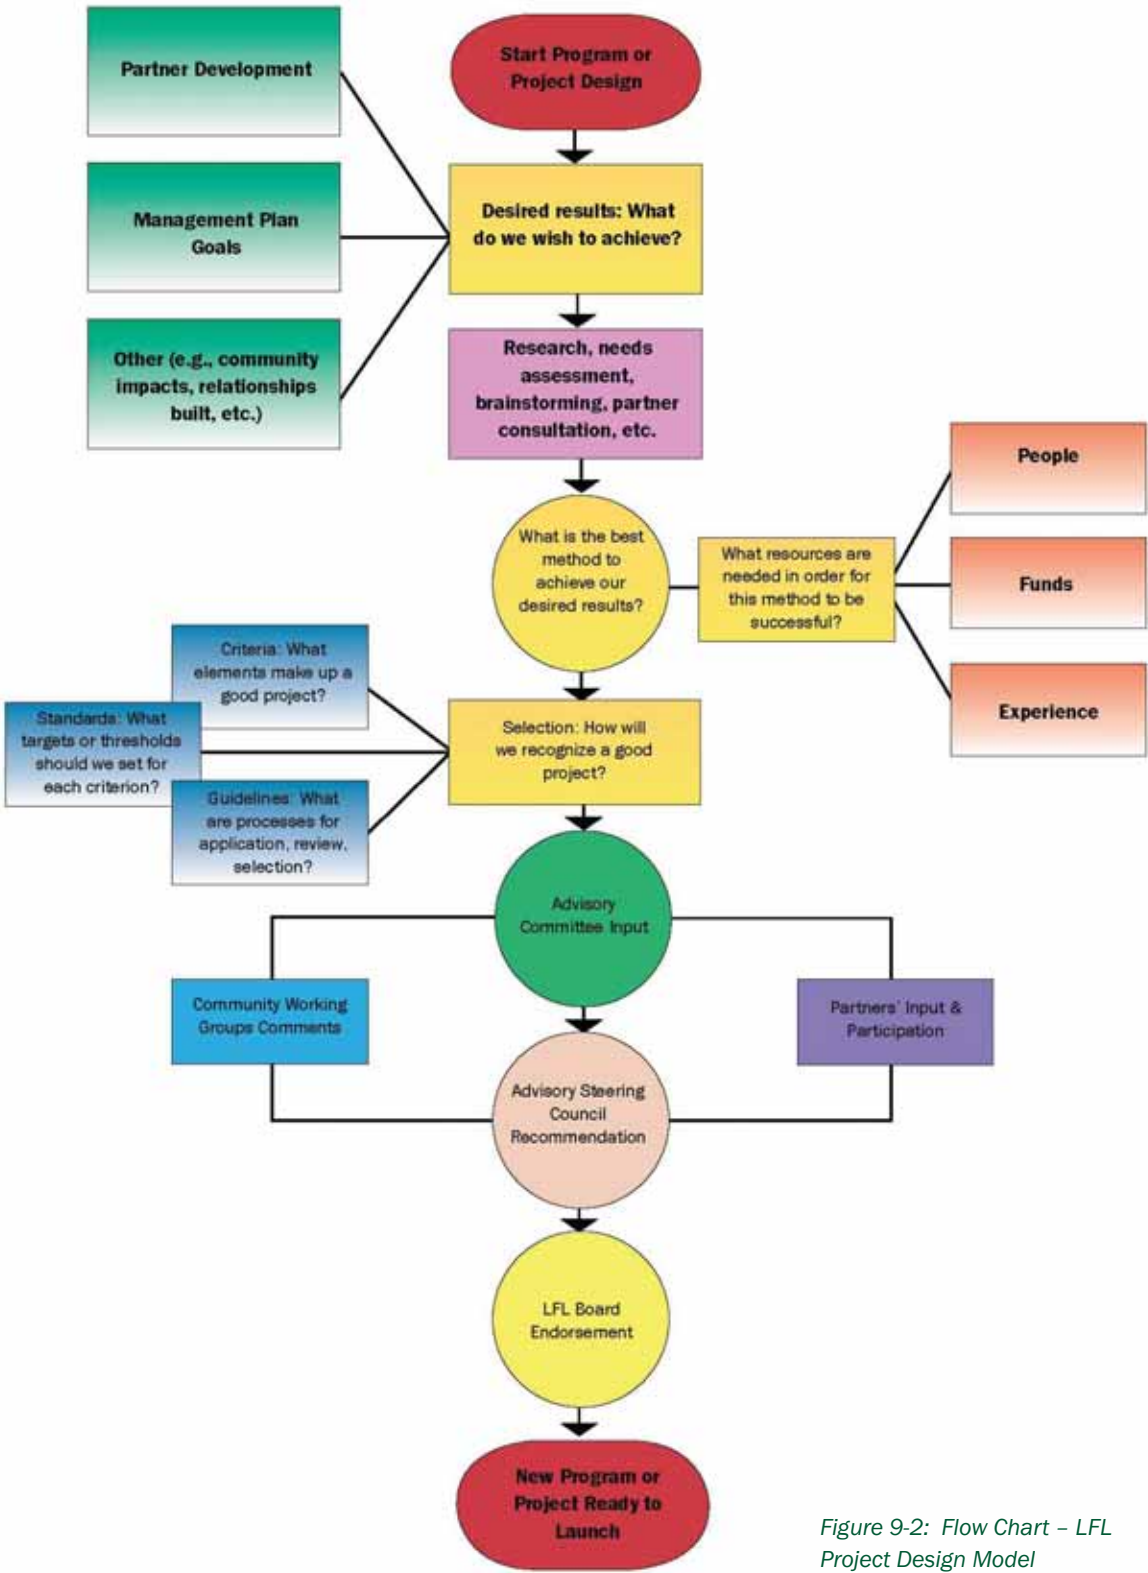 Partner Development
Start Program or
Project Design
Management Plan
Goals
Desired results: What
do we wish to achieve?
Other (e.g., community
impacts, relationships
built, etc.)
Research, needs
assessment,
brainstorming, partner
consultation, etc.
People
What is the best
method to
achieve our
desired results?
What resources are
needed in order for
this method to be
successful?
Funds
Experience
Criteria: What
elements make up a
good project?
Standards: What
targets or thresholds
should we set for
each criterion?
Guidelines: What
are processes for
application, review,
selection?
Selection: How will
we recognize a good
project?
Advisory
Committee Input
Community Working
Groups Comments
Partners' Input &
Participation
Advisory Steering
Council
Recommendation
LFL Board
Endorsement
New Program or
Project Ready to
Launch
Figure 9-2: Flow Chart – LFL
Project Design Model